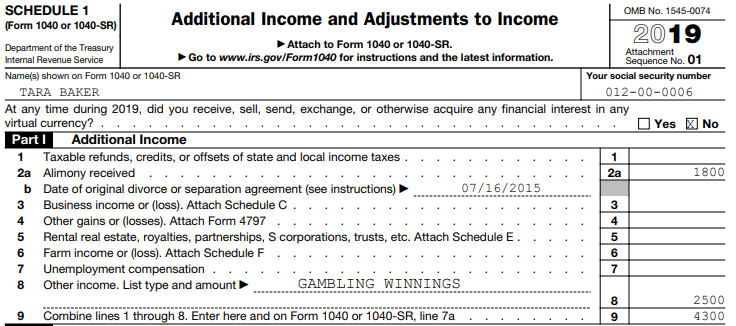 SCHEDULE 1
(Form 1040 or 1040-SR)
Department of the Treasury
Internal Revenue Service
Additional Income and Adjustments to Income
▶ Attach to Form 1040 or 1040-SR.
▶ Go to www.irs.gov/Form1040 for instructions and the latest information.
OMB No. 1545-0074
2019
Attachment
Sequence No. 01
Name(s) shown on Form 1040 or 1040-SR
TARA BAKER
Your social security number
012-00-0006
At any time during 2019, did you receive, sell, send, exchange, or otherwise acquire any financial interest in any
virtual currency? . . . . . . . . . . . . . . . . . . . . . . . . . . . . . ☐ Yes ☒ No
Part I Additional Income
1 Taxable refunds, credits, or offsets of state and local income taxes . . . . . . . . . . 1
2a Alimony received . . . . . . . . . . . . . . . . . . . . . . . . 2a 1800
b Date of original divorce or separation agreement (see instructions) ▶ 07/16/2015
3 Business income or (loss). Attach Schedule C . . . . . . . . . . . . . . . 3
4 Other gains or (losses). Attach Form 4797 . . . . . . . . . . . . . . . . 4
5 Rental real estate, royalties, partnerships, S corporations, trusts, etc. Attach Schedule E . . . . 5
6 Farm income or (loss). Attach Schedule F . . . . . . . . . . . . . . . . 6
7 Unemployment compensation . . . . . . . . . . . . . . . . . . . . 7
8 Other income. List type and amount ▶ GAMBLING WINNINGS
8 2500
9 Combine lines 1 through 8. Enter here and on Form 1040 or 1040-SR, line 7a . . . . . . . 9 4300